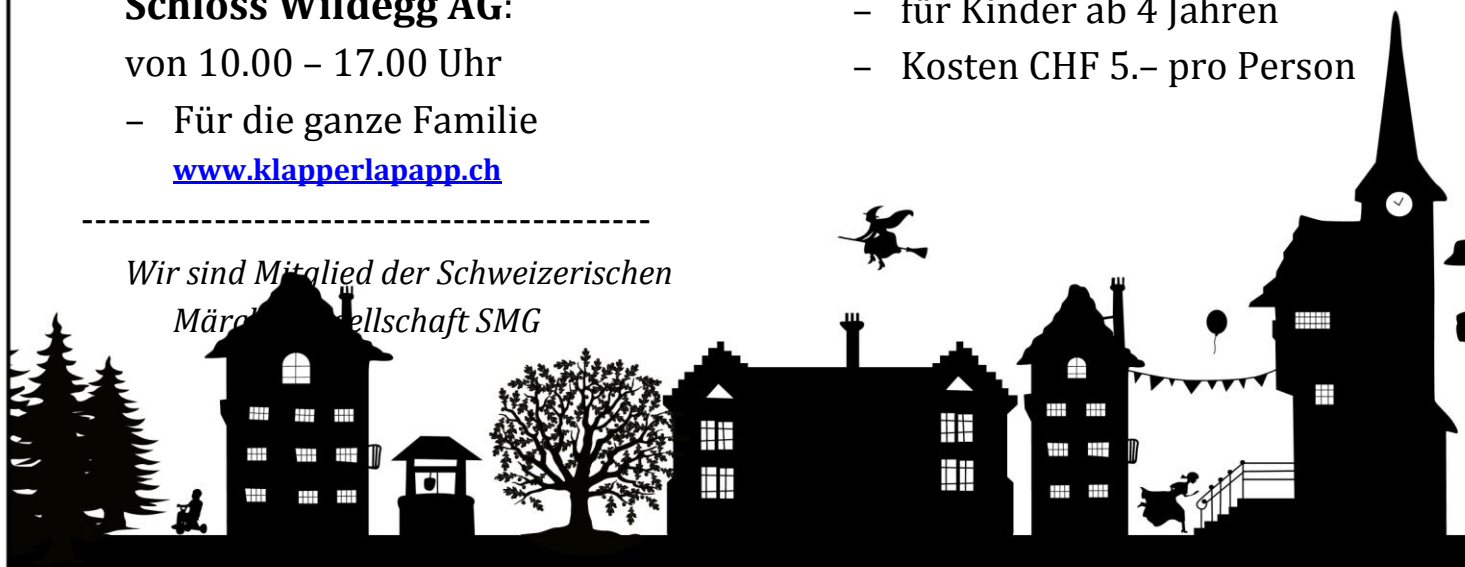 Schloss Wildegg AG:
von 10.00 – 17.00 Uhr
– Für die ganze Familie
www.klapperlapapp.ch
-------------------------------------------
Wir sind Mitglied der Schweizerischen
ellschaft SMG
– für Kinder ab 4 Jahren
– Kosten CHF 5.– pro Person